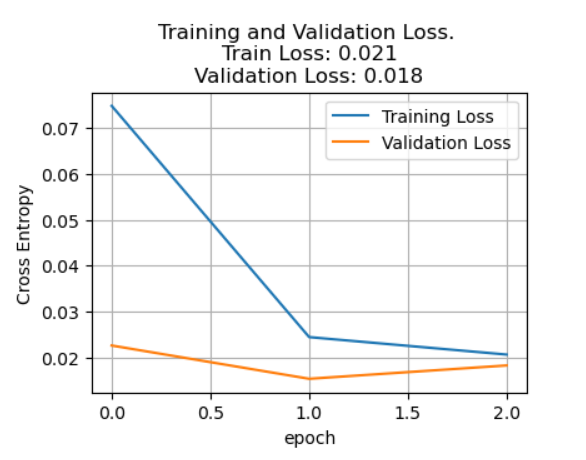 Training and Validation Loss.
Train Loss: 0.021
Validation Loss: 0.018
Training Loss
Validation Loss
0.07
0.06
0.05
0.04
0.03
0.02
Cross Entropy
0.0 0.5 1.0 1.5 2.0
epoch